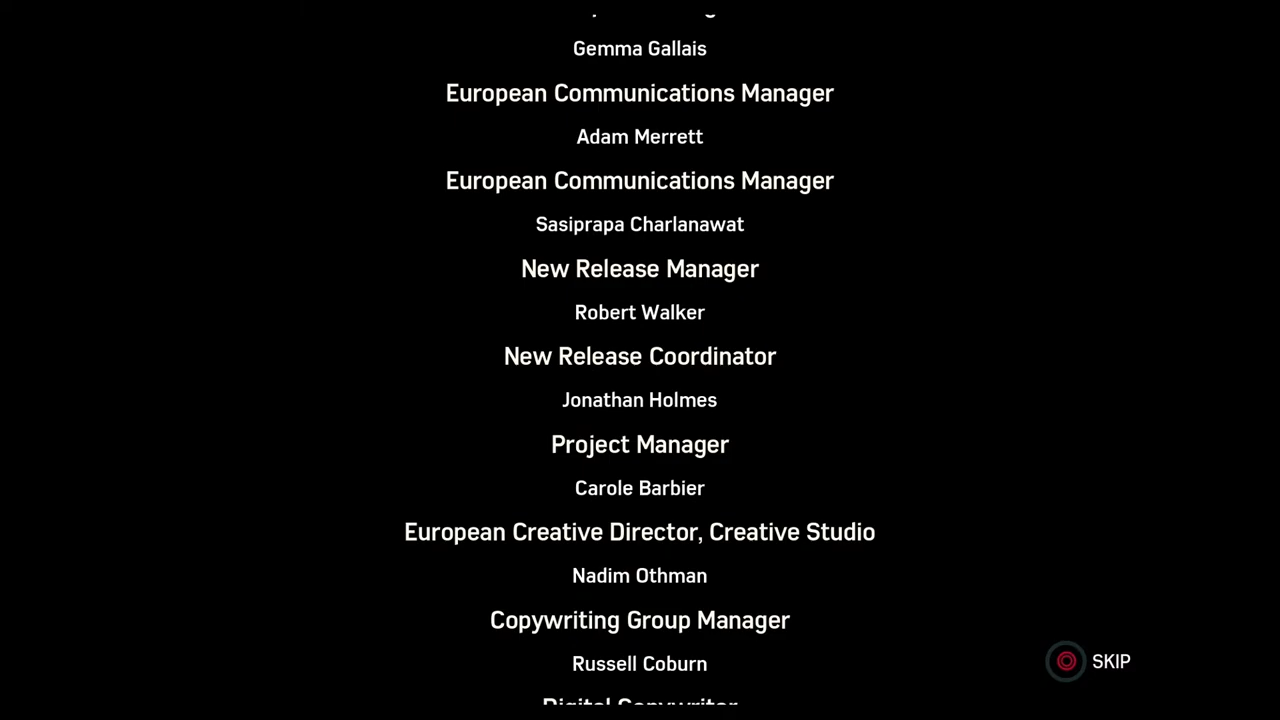 Gemma Gallais
European Communications Manager
Adam Merrett
European Communications Manager
Sasiprapa Charlanawat
New Release Manager
Robert Walker
New Release Coordinator
Jonathan Holmes
Project Manager
Carole Barbier
European Creative Director, Creative Studio
Nadim Othman
Copywriting Group Manager
Russell Coburn
SKIP
Digital Copywriter